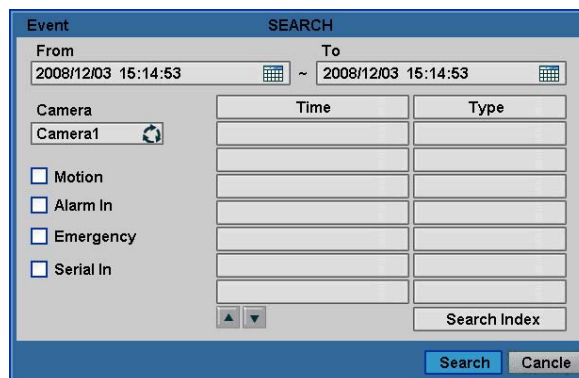 Event SEARCH
From To
2008/12/03 15:14:53 ~ 2008/12/03 15:14:53
Camera
Camera1
Time Type
Motion
Alarm In
Emergency
Serial In
Search Index
Search Cancle